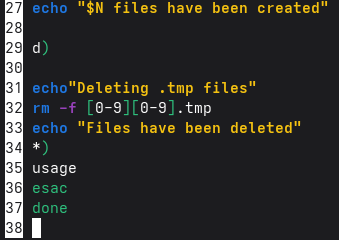 27 echo "$N files have been created"
28
29 d)
30
31 echo"Deleting .tmp files"
32 rm -f [0-9][0-9].tmp
33 echo "Files have been deleted"
34 *)
35 usage
36 esac
37 done
38